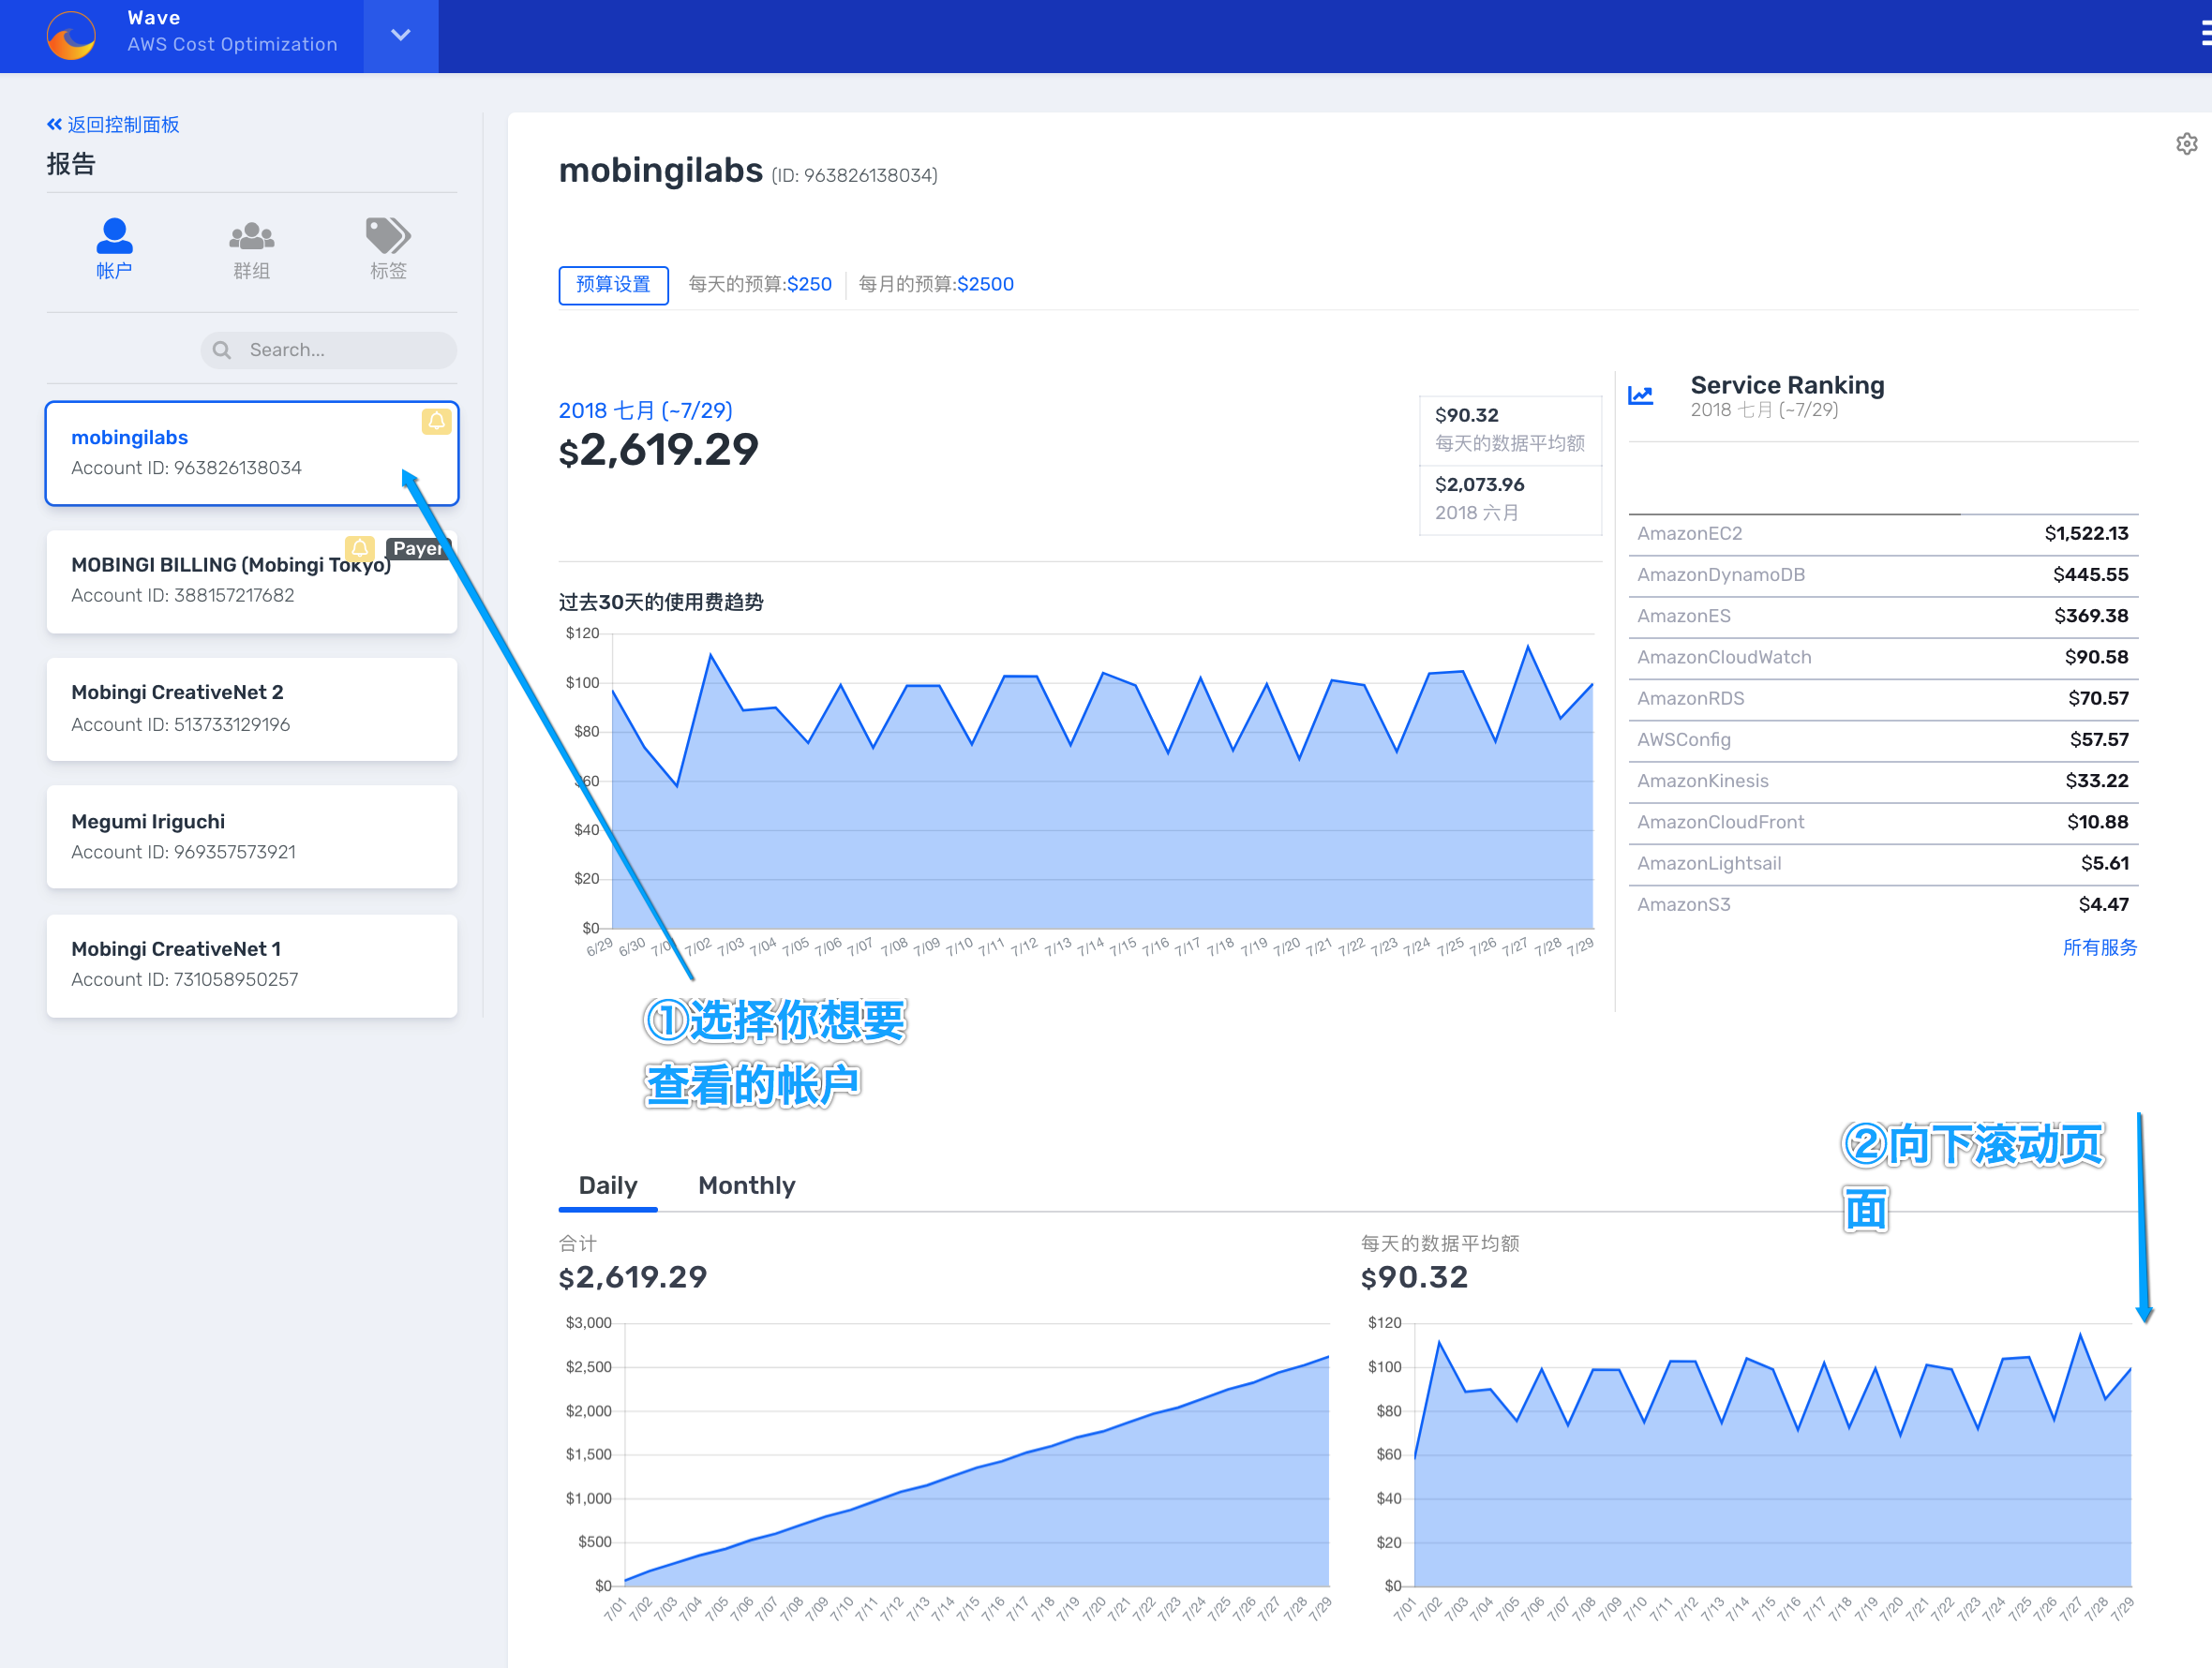 Wave
AWS Cost Optimization
返回控制面板
报告
帐户
群组
标签
Search...
mobingilabs
Account ID: 963826138034
Payer
MOBINGI BILLING (Mobingi Tokyo)
Account ID: 388157217682
Mobingi CreativeNet 2
Account ID: 513733129196
Megumi Iriguchi
Account ID: 969357573921
Mobingi CreativeNet 1
Account ID: 731058950257
mobingilabs (ID: 963826138034)
预算设置 每天的预算:$250 每月的预算:$2500
2018 七月 (~7/29)
$2,619.29
$90.32
每天的数据平均额
$2,073.96
2018 六月
过去30天的使用费趋势
$120
$100
$80
$60
$40
$20
$0
6/29 6/30 7/01 7/02 7/03 7/04 7/05 7/06 7/07 7/08 7/09 7/10 7/11 7/12 7/13 7/14 7/15 7/16 7/17 7/18 7/19 7/20 7/21 7/22 7/23 7/24 7/25 7/26 7/27 7/28 7/29
Service Ranking
2018 七月 (~7/29)
AmazonEC2 $1,522.13
AmazonDynamoDB $445.55
AmazonES $369.38
AmazonCloudWatch $90.58
AmazonRDS $70.57
AWSConfig $57.57
AmazonKinesis $33.22
AmazonCloudFront $10.88
AmazonLightsail $5.61
AmazonS3 $4.47
所有服务
①选择你想要
查看的帐户
②向下滚动页
面
Daily Monthly
合计
$2,619.29
$3,000
$2,500
$2,000
$1,500
$1,000
$500
$0
7/01 7/02 7/03 7/04 7/05 7/06 7/07 7/08 7/09 7/10 7/11 7/12 7/13 7/14 7/15 7/16 7/17 7/18 7/19 7/20 7/21 7/22 7/23 7/24 7/25 7/26 7/27 7/28 7/29
每天的数据平均额
$90.32
$120
$100
$80
$60
$40
$20
$0
7/01 7/02 7/03 7/04 7/05 7/06 7/07 7/08 7/09 7/10 7/11 7/12 7/13 7/14 7/15 7/16 7/17 7/18 7/19 7/20 7/21 7/22 7/23 7/24 7/25 7/26 7/27 7/28 7/29